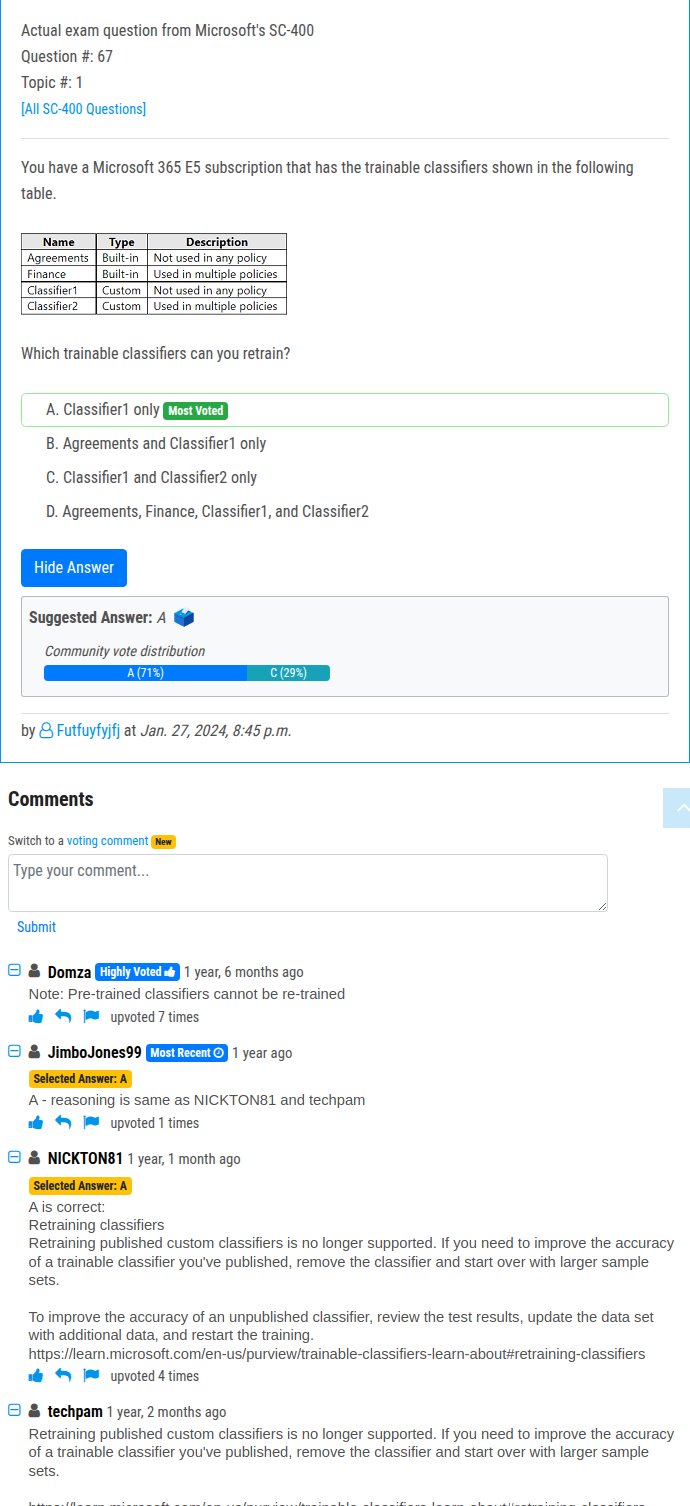 Actual exam question from Microsoft's SC-400
Question #: 67
Topic #: 1
[All SC-400 Questions]
You have a Microsoft 365 E5 subscription that has the trainable classifiers shown in the following
table.
Name Type Description
Agreements Built-in Not used in any policy
Finance Built-in Used in multiple policies
Classifier1 Custom Not used in any policy
Classifier2 Custom Used in multiple policies
Which trainable classifiers can you retrain?
A. Classifier1 only Most Voted
B. Agreements and Classifier1 only
C. Classifier1 and Classifier2 only
D. Agreements, Finance, Classifier1, and Classifier2
Hide Answer
Suggested Answer: A
Community vote distribution
A (71%) C (29%)
by Futfuyfyjfj at Jan. 27, 2024, 8:45 p.m.
Comments
Switch to a voting comment New
Type your comment...
Submit
Domza Highly Voted 1 year, 6 months ago
Note: Pre-trained classifiers cannot be re-trained
upvoted 7 times
JimboJones99 Most Recent 1 year ago
Selected Answer: A
A - reasoning is same as NICKTON81 and techpam
upvoted 1 times
NICKTON81 1 year, 1 month ago
Selected Answer: A
A is correct:
Retraining classifiers
Retraining published custom classifiers is no longer supported. If you need to improve the accuracy
of a trainable classifier you've published, remove the classifier and start over with larger sample
sets.
To improve the accuracy of an unpublished classifier, review the test results, update the data set
with additional data, and restart the training.
https://learn.microsoft.com/en-us/purview/trainable-classifiers-learn-about#retraining-classifiers
upvoted 4 times
techpam 1 year, 2 months ago
Retraining published custom classifiers is no longer supported. If you need to improve the accuracy
of a trainable classifier you've published, remove the classifier and start over with larger sample
sets.